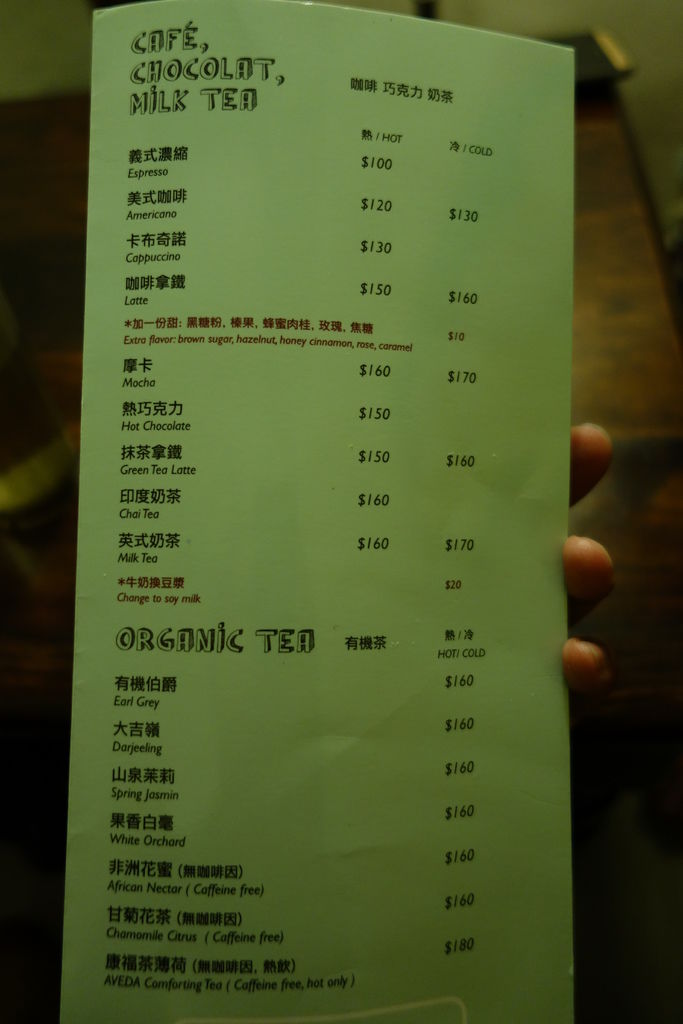 CAFÉ,
CHOCOLAT,
MILK TEA
咖啡 巧克力 奶茶
熱 / HOT 冷 / COLD
義式濃縮 $100
Espresso
美式咖啡 $120 $130
Americano
卡布奇諾 $130
Cappuccino
咖啡拿鐵 $150 $160
Latte
*加一份甜: 黑糖粉, 榛果, 蜂蜜肉桂, 玫瑰, 焦糖
Extra flavor: brown sugar, hazelnut, honey cinnamon, rose, caramel $10
摩卡 $160 $170
Mocha
熱巧克力 $150
Hot Chocolate
抹茶拿鐵 $150 $160
Green Tea Latte
印度奶茶 $160
Chai Tea
英式奶茶 $160 $170
Milk Tea
*牛奶換豆漿 $20
Change to soy milk
ORGANIC TEA 有機茶 熱 / 冷
HOT/ COLD
有機伯爵 $160
Earl Grey
大吉嶺 $160
Darjeeling
山泉茉莉 $160
Spring Jasmin
果香白毫 $160
White Orchard
非洲花蜜 (無咖啡因) $160
African Nectar ( Caffeine free)
甘菊花茶 (無咖啡因) $160
Chamomile Citrus ( Caffeine free)
康福茶薄荷 (無咖啡因, 熱飲) $180
AVEDA Comforting Tea ( Caffeine free, hot only )